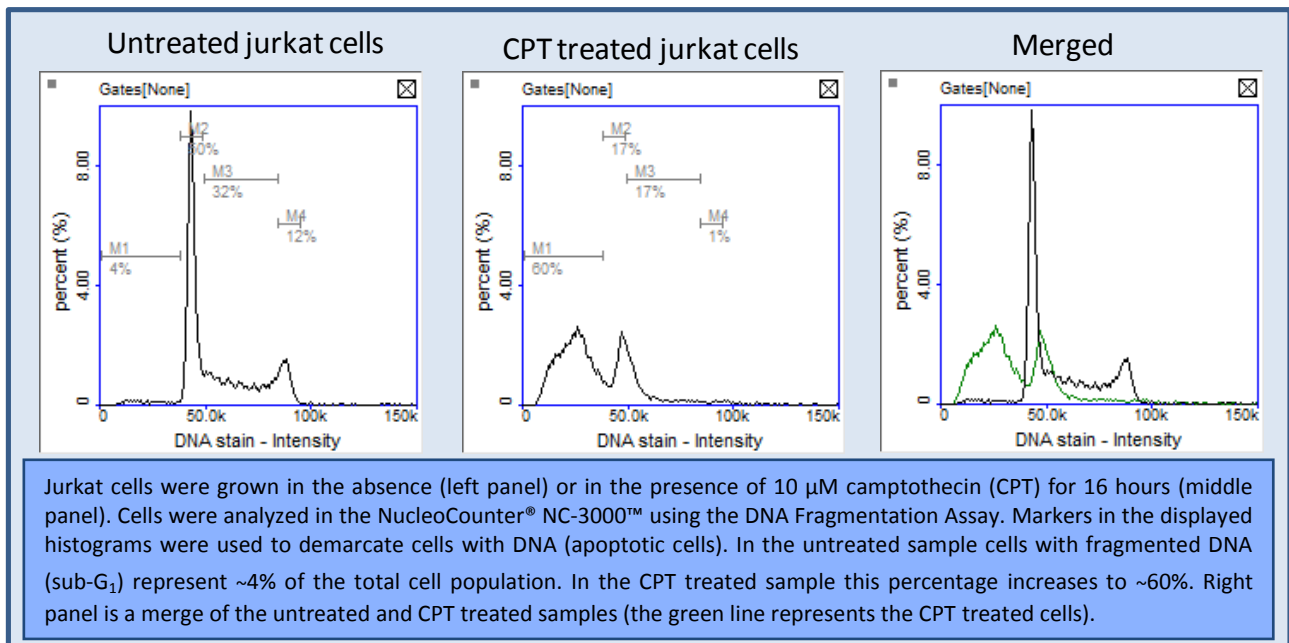 Untreated jurkat cells
CPT treated jurkat cells
Merged
Gates[None]
M2
50%
M3
32%
M4
12%
M1
4%
8.00
4.00
0
percent (%)
0
50.0k
100k
150k
DNA stain - Intensity
Gates[None]
M2
17%
M3
17%
M4
1%
M1
60%
8.00
4.00
0
percent (%)
0
50.0k
100k
150k
DNA stain - Intensity
Gates[None]
8.00
4.00
0
percent (%)
0
50.0k
100k
150k
DNA stain - Intensity
Jurkat cells were grown in the absence (left panel) or in the presence of 10 µM camptothecin (CPT) for 16 hours (middle
panel). Cells were analyzed in the NucleoCounter® NC-3000™ using the DNA Fragmentation Assay. Markers in the displayed
histograms were used to demarcate cells with DNA (apoptotic cells). In the untreated sample cells with fragmented DNA
(sub-G₁) represent ~4% of the total cell population. In the CPT treated sample this percentage increases to ~60%. Right
panel is a merge of the untreated and CPT treated samples (the green line represents the CPT treated cells).